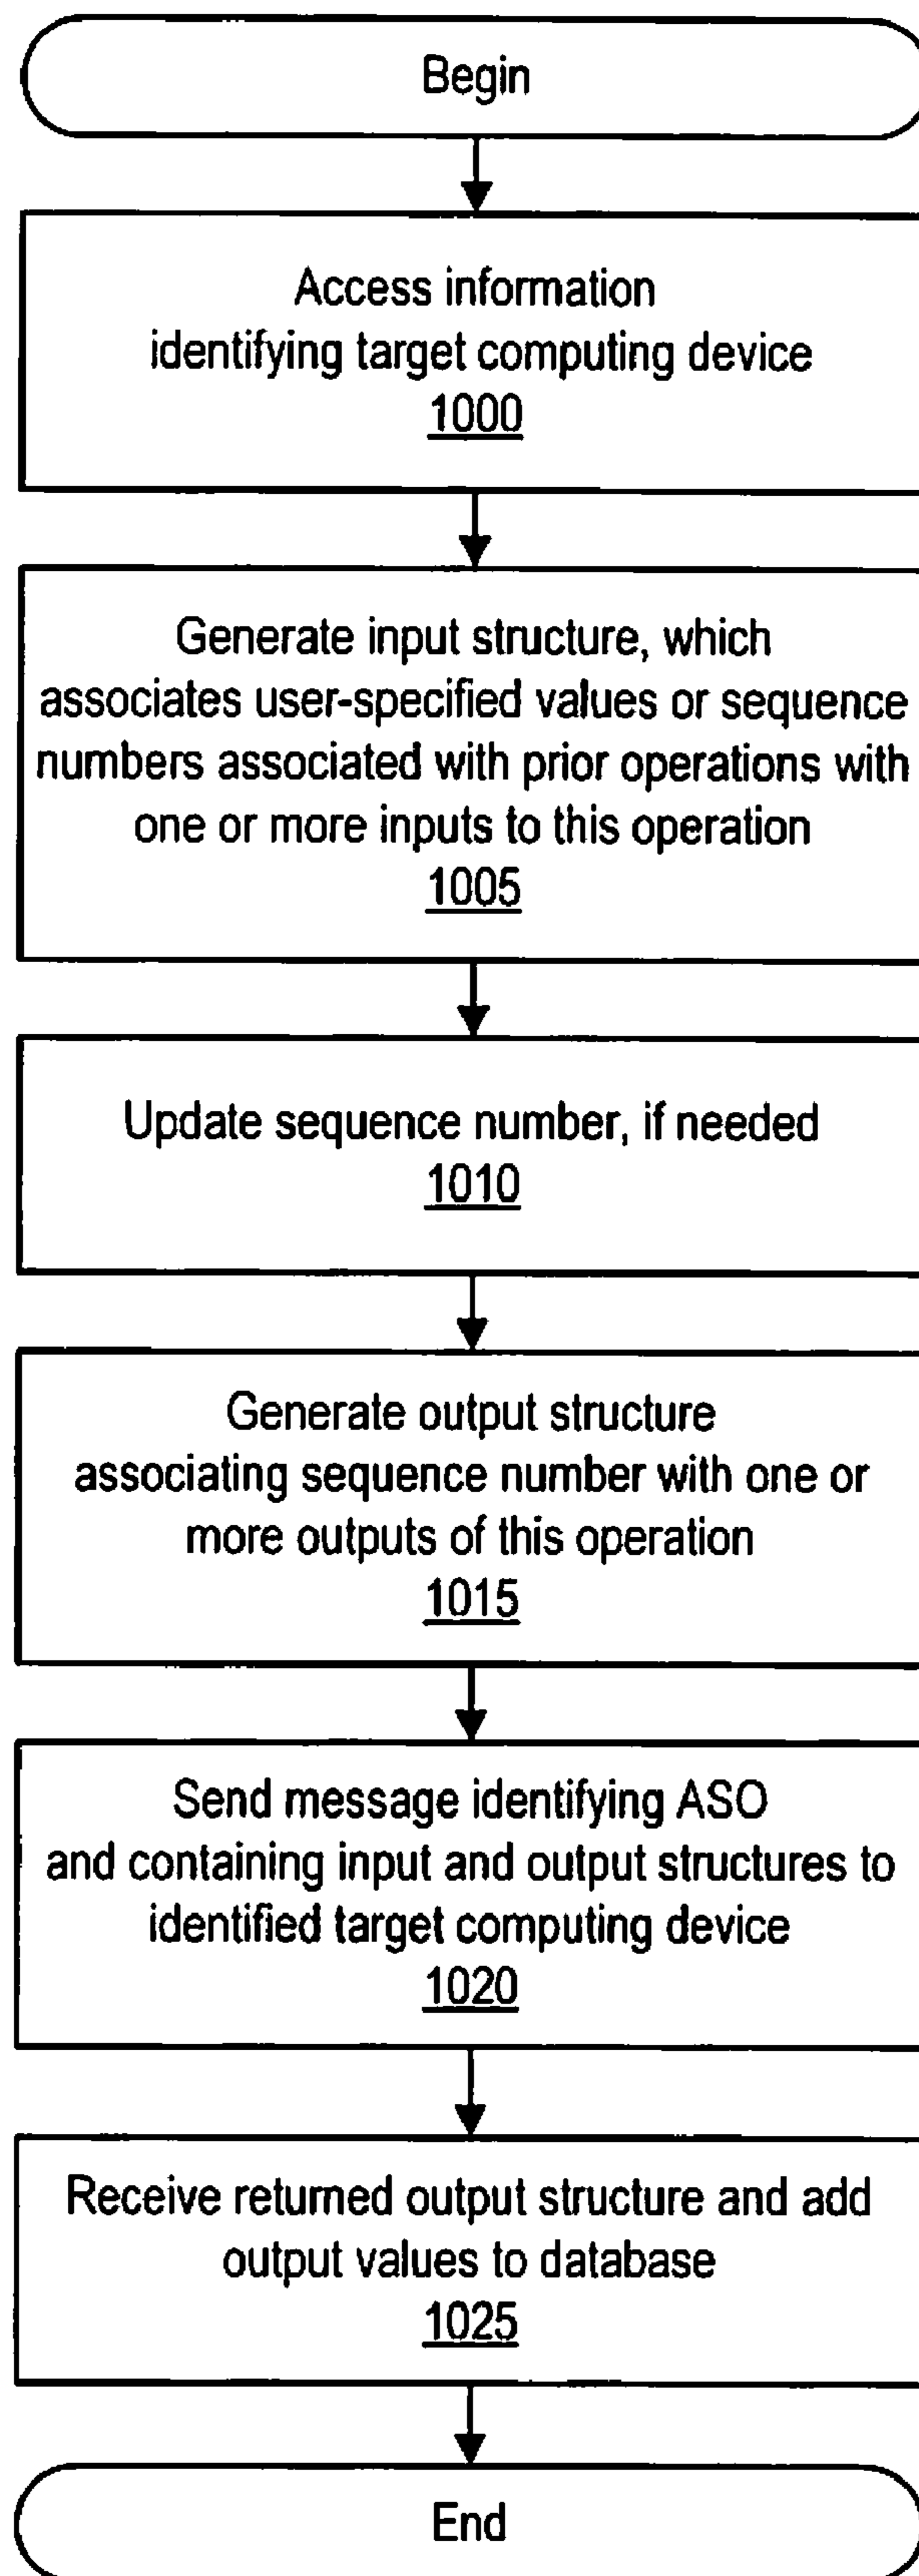 Begin
Access information
identifying target computing device
1000
Generate input structure, which
associates user-specified values or sequence
numbers associated with prior operations with
one or more inputs to this operation
1005
Update sequence number, if needed
1010
Generate output structure
associating sequence number with one or
more outputs of this operation
1015
Send message identifying ASO
and containing input and output structures to
identified target computing device
1020
Receive returned output structure and add
output values to database
1025
End